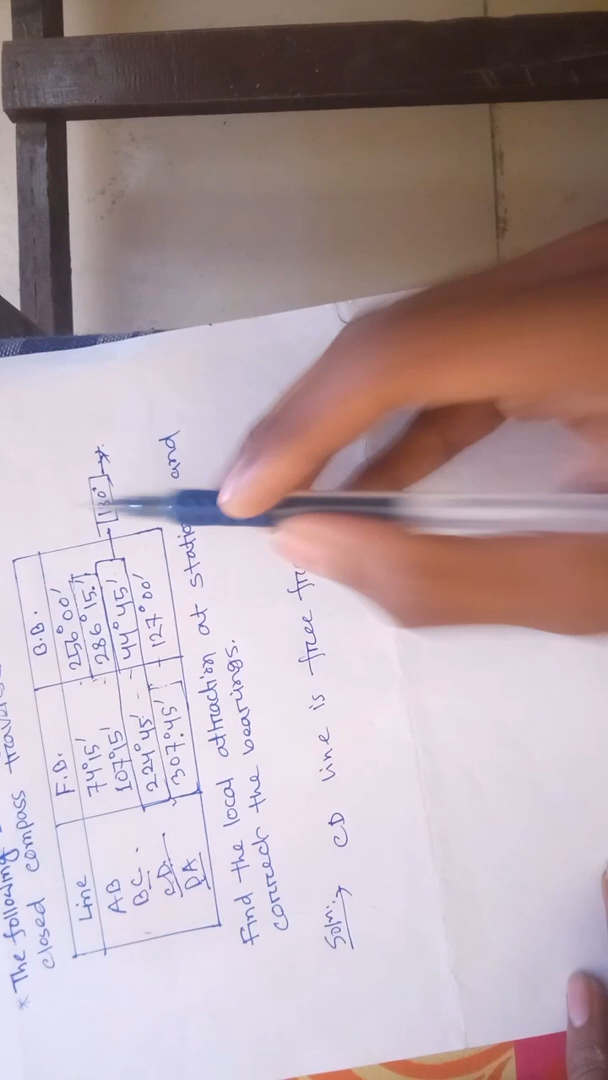 * The following
closed compass traverse
Line F.B. B.B.
AB 74°15' 256°00'
BC. 107°15' 286°15'
CD. 224°45' 44°45' 180°
DA 307°45' 127°00'
Find the local attraction at station and
correct the bearings.
Soln: → CD line is free